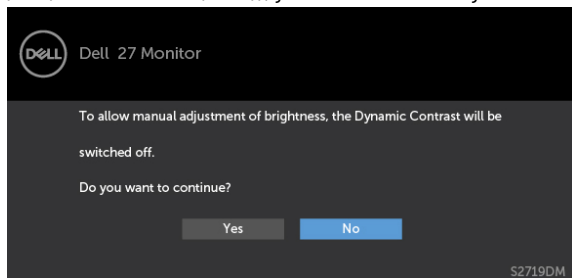 DELL
Dell 27 Monitor
To allow manual adjustment of brightness, the Dynamic Contrast will be
switched off.
Do you want to continue?
Yes
No
S2719DM